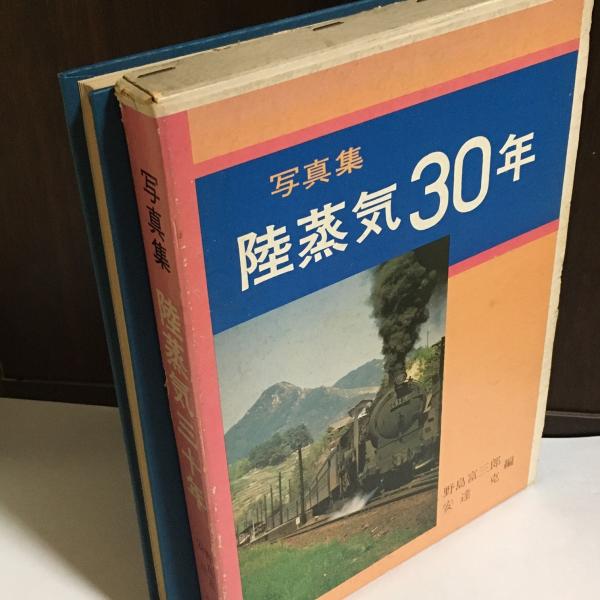 写真集
陸蒸気30年
野島富三郎
安達克 編
写真集 陸蒸気三十年